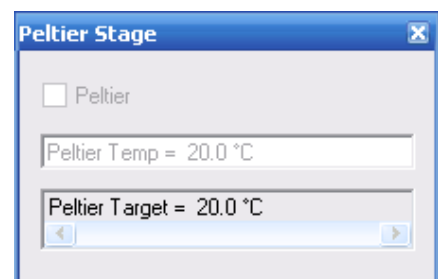 Peltier Stage
Peltier
Peltier Temp = 20.0 °C
Peltier Target = 20.0 °C